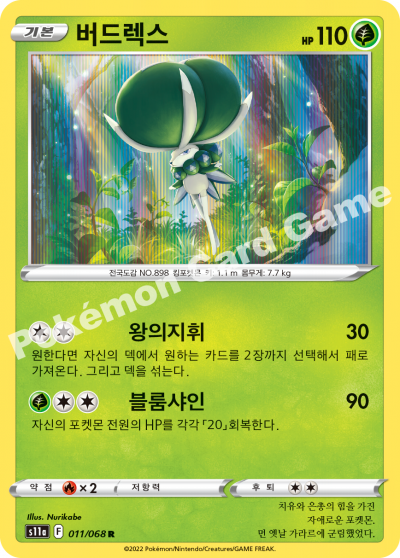 기본 버드렉스 HP 110
전국도감 NO.898 킹포켓몬 키: 1.1 m 몸무게: 7.7 kg
왕의지휘 30
원한다면 자신의 덱에서 원하는 카드를 2장까지 선택해서 패로
가져온다. 그리고 덱을 섞는다.
블룸샤인 90
자신의 포켓몬 전원의 HP를 각각 「20」회복한다.
약점 ×2 저항력 후퇴
Illus. Nurikabe
s11a F 011/068 R
치유와 은총의 힘을 가진
자애로운 포켓몬.
먼 옛날 가라르에 군림했었다.
©2022 Pokémon/Nintendo/Creatures/GAME FREAK.
Pokémon Card Game